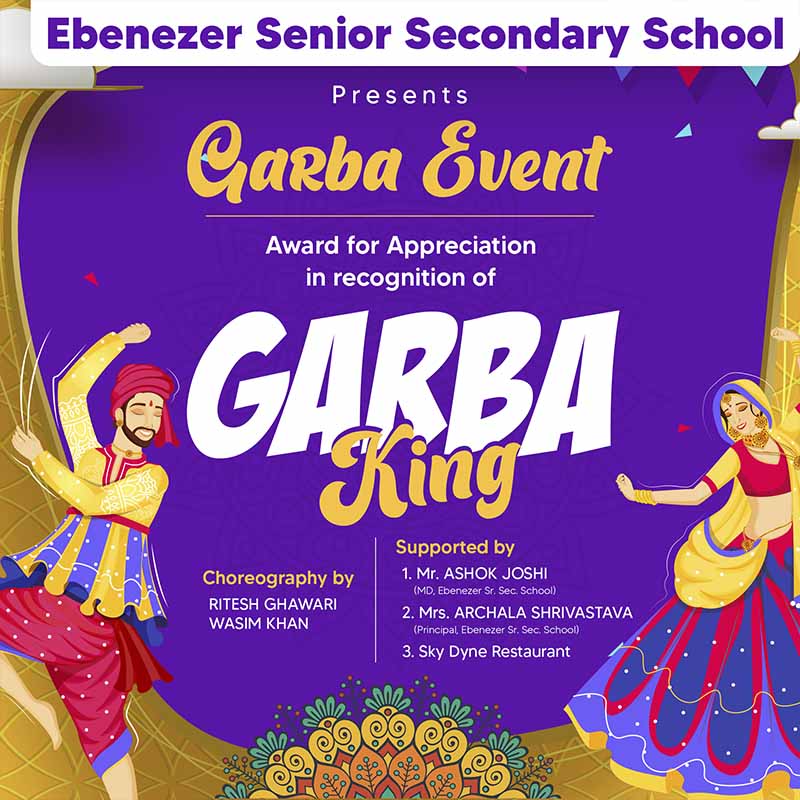 Ebenezer Senior Secondary School
Presents
Garba Event
Award for Appreciation
in recognition of
GARBA
King
Choreography by
RITESH GHAWARI
WASIM KHAN
Supported by
1. Mr. ASHOK JOSHI
(MD, Ebenezer Sr. Sec. School)
2. Mrs. ARCHALA SHRIVASTAVA
(Principal, Ebenezer Sr. Sec. School)
3. Sky Dyne Restaurant